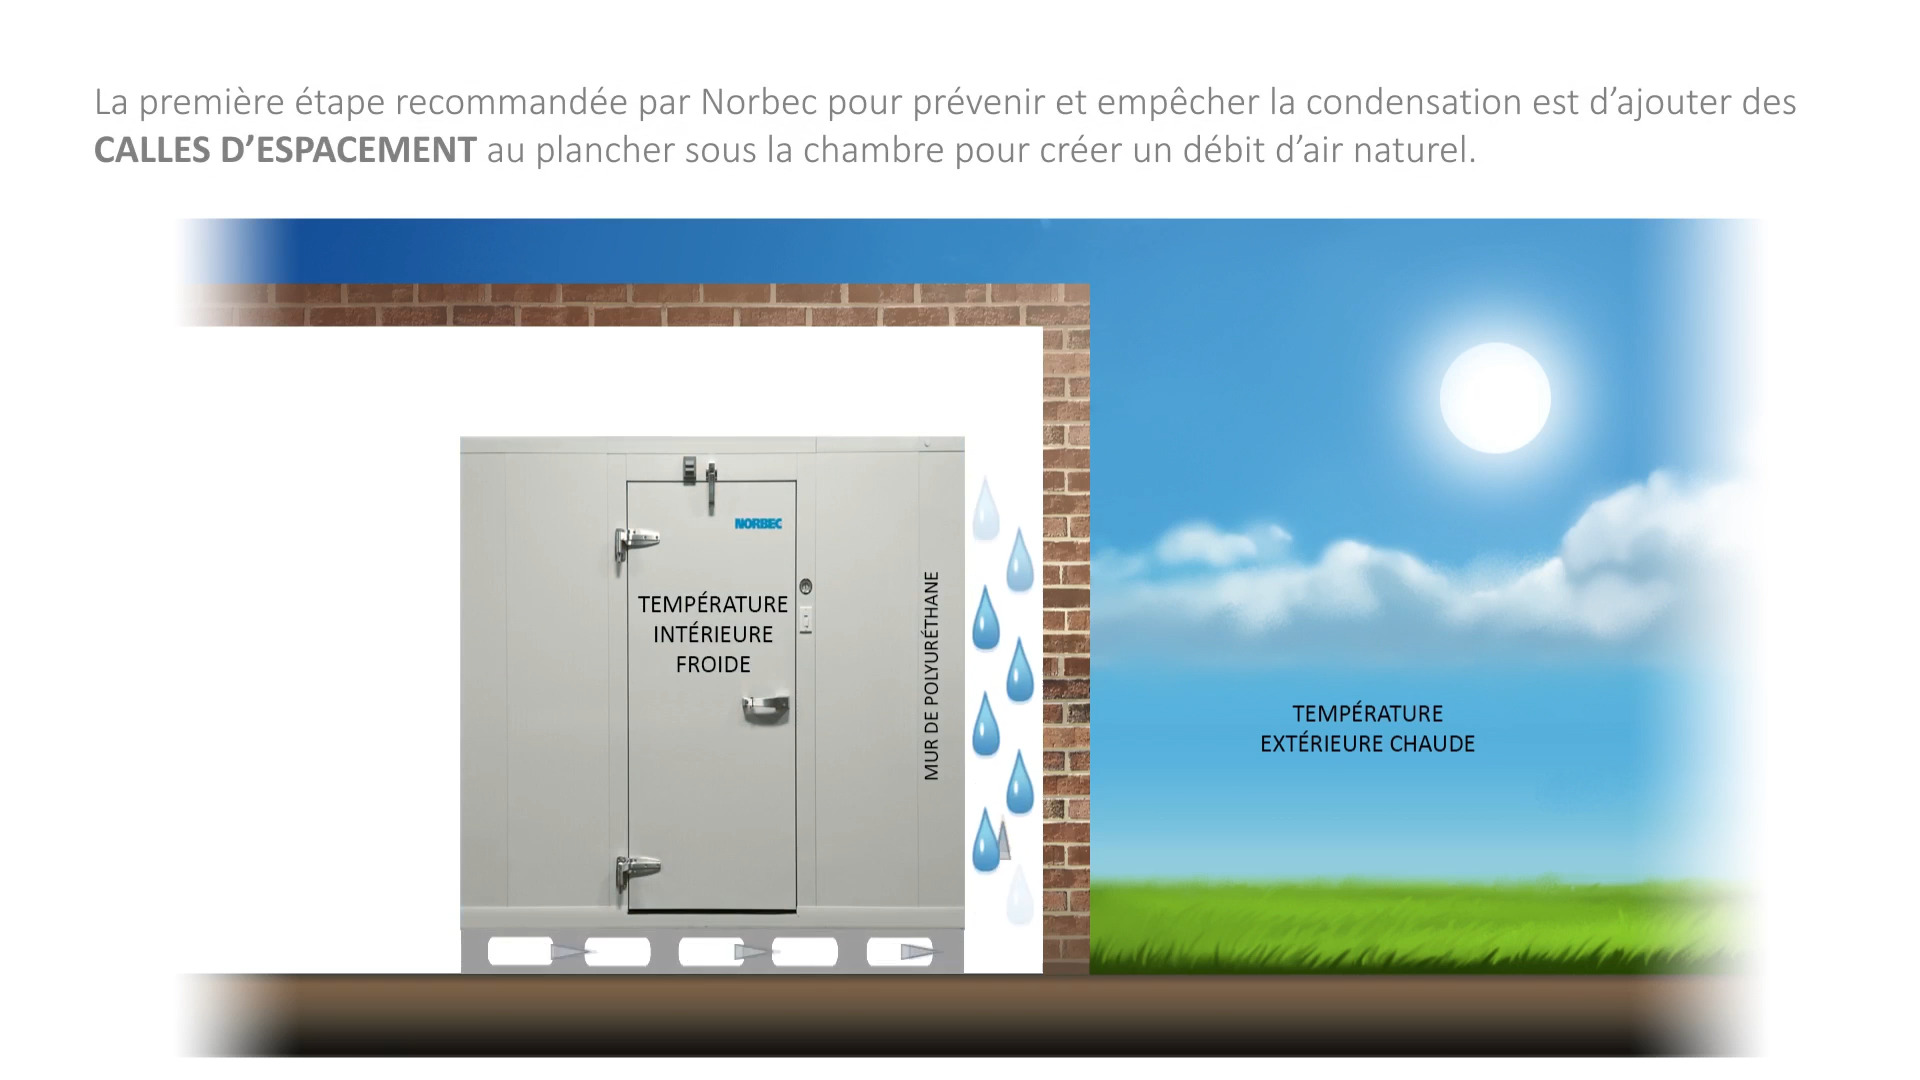 La première étape recommandée par Norbec pour prévenir et empêcher la condensation est d’ajouter des
CALLES D’ESPACEMENT au plancher sous la chambre pour créer un débit d’air naturel.
NORBEC
TEMPÉRATURE
INTÉRIEURE
FROIDE
MUR DE POLYURÉTHANE
TEMPÉRATURE
EXTÉRIEURE CHAUDE